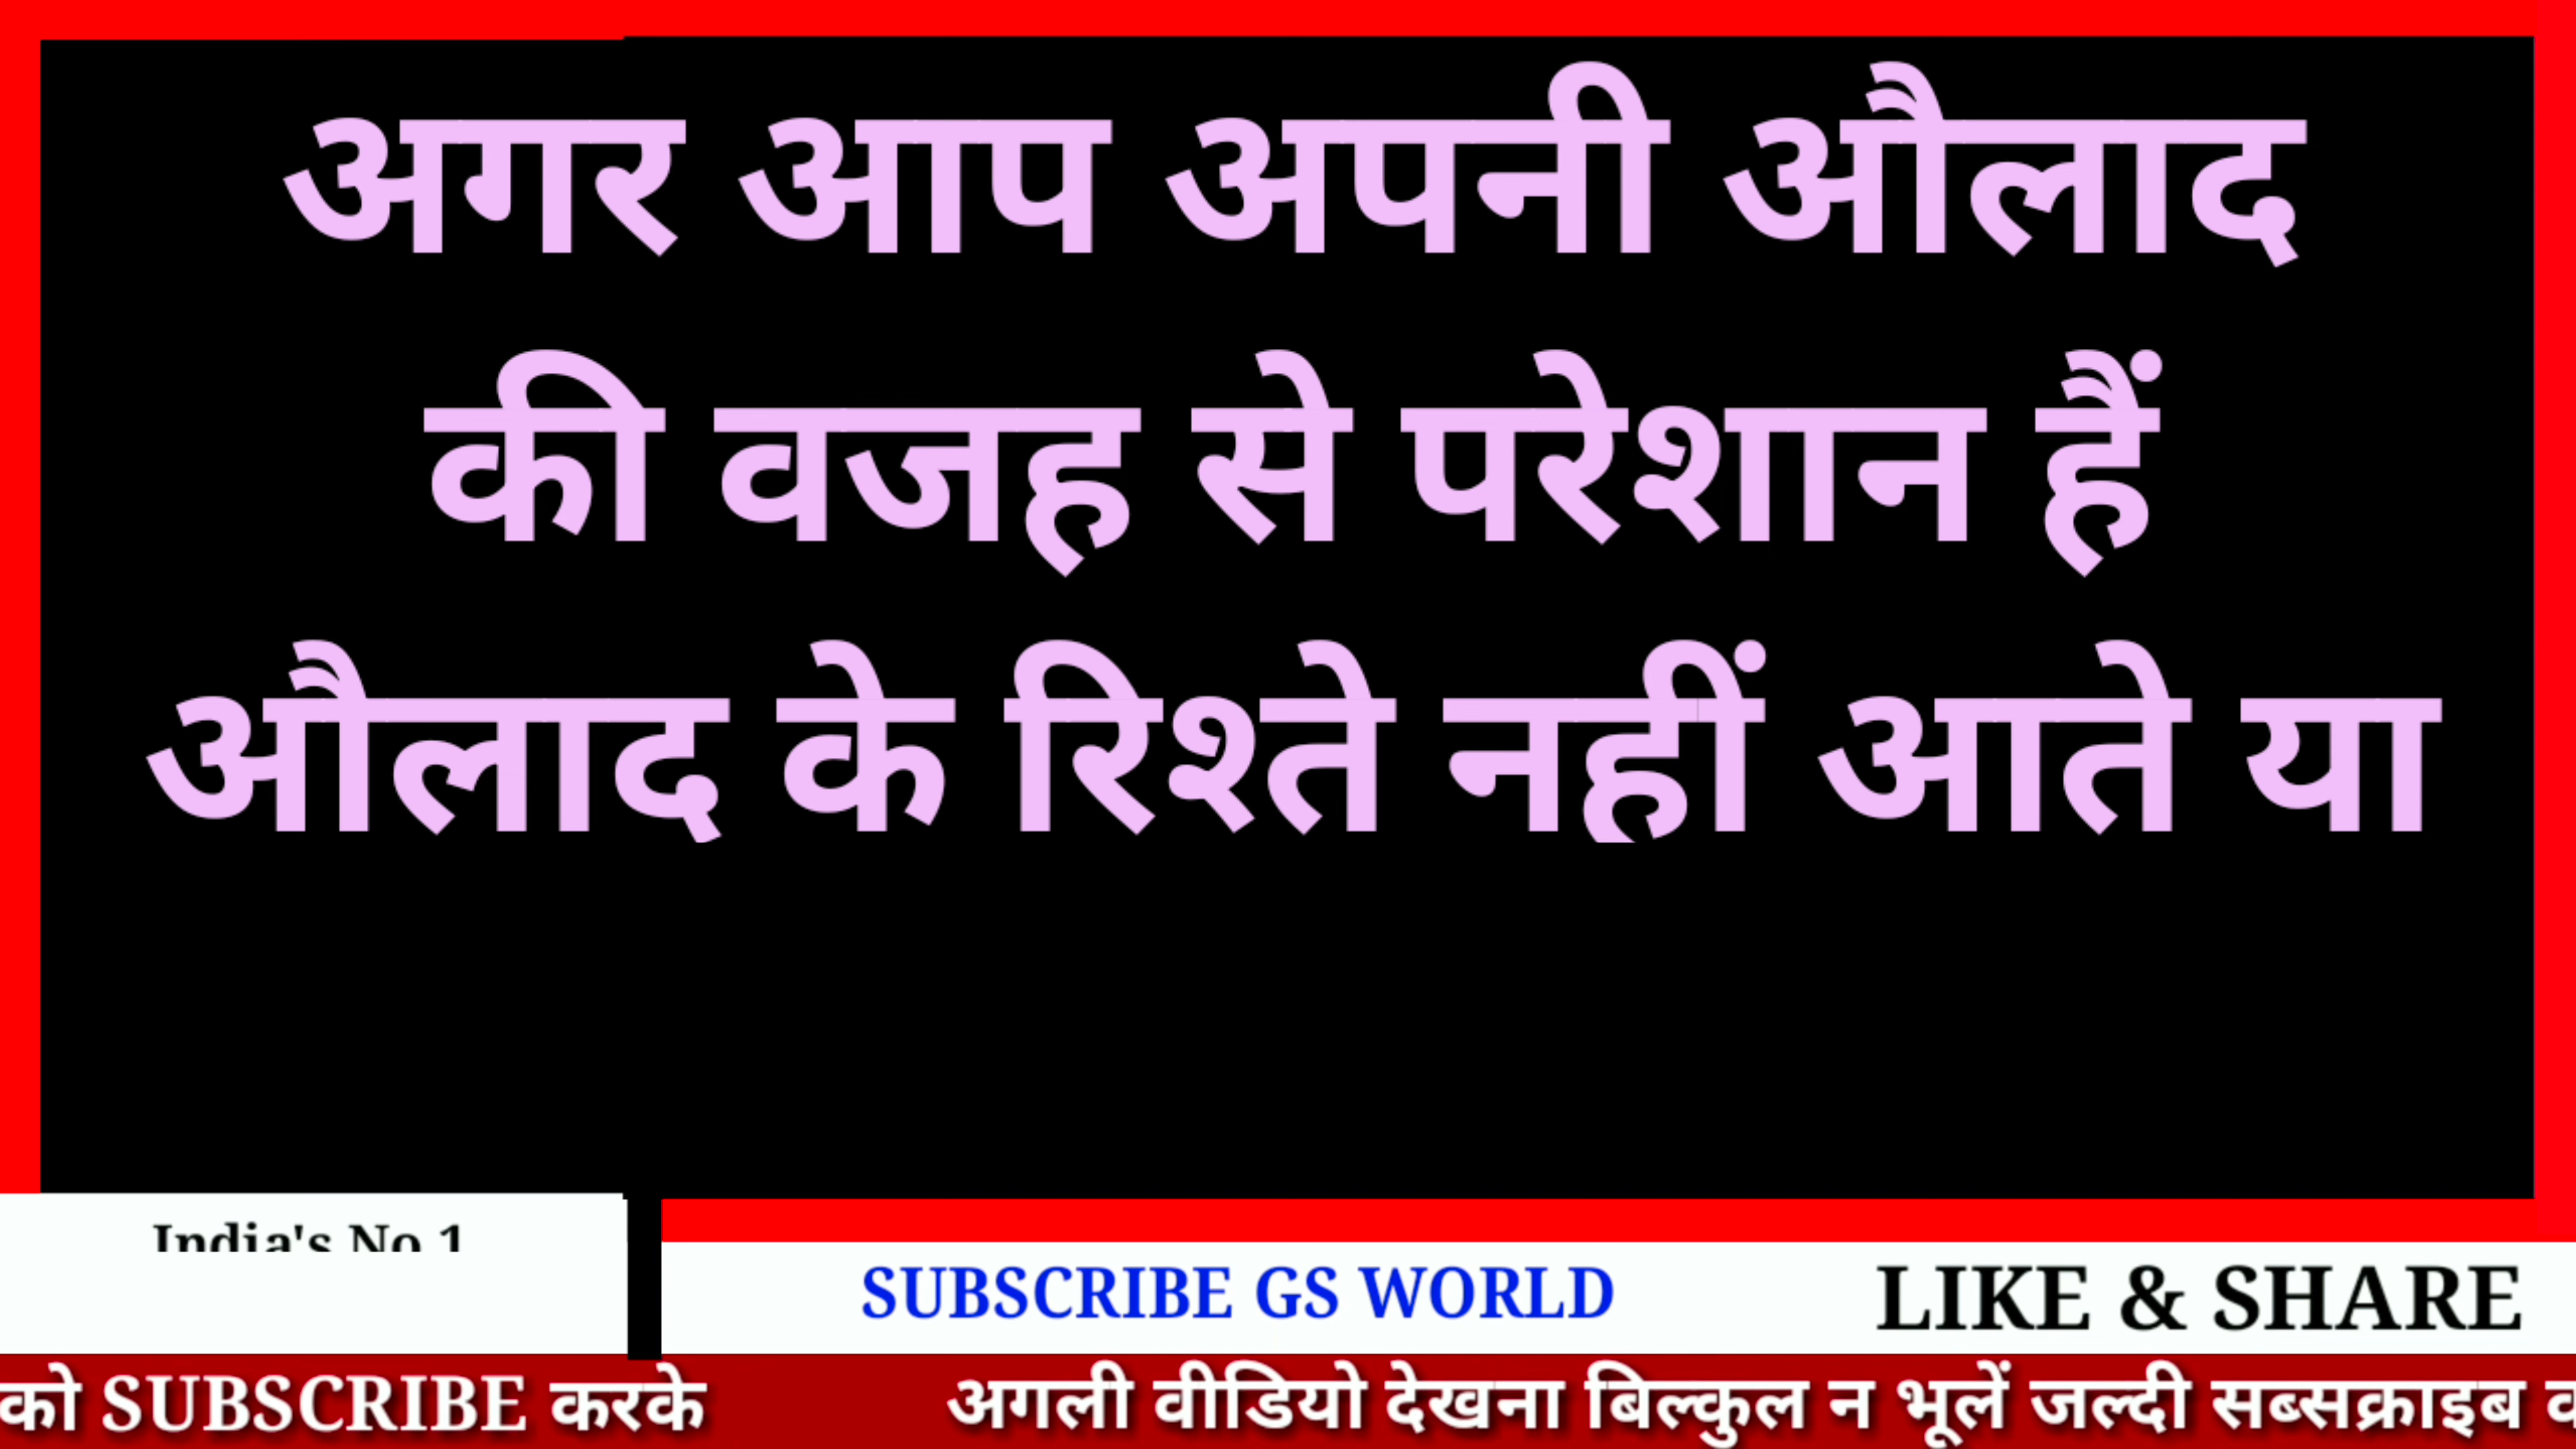 अगर आप अपनी औलाद
की वजह से परेशान हैं
औलाद के रिश्ते नहीं आते या
India's No 1
SUBSCRIBE GS WORLD
LIKE & SHARE
को SUBSCRIBE करके अगली वीडियो देखना बिल्कुल न भूलें जल्दी सब्सक्राइब